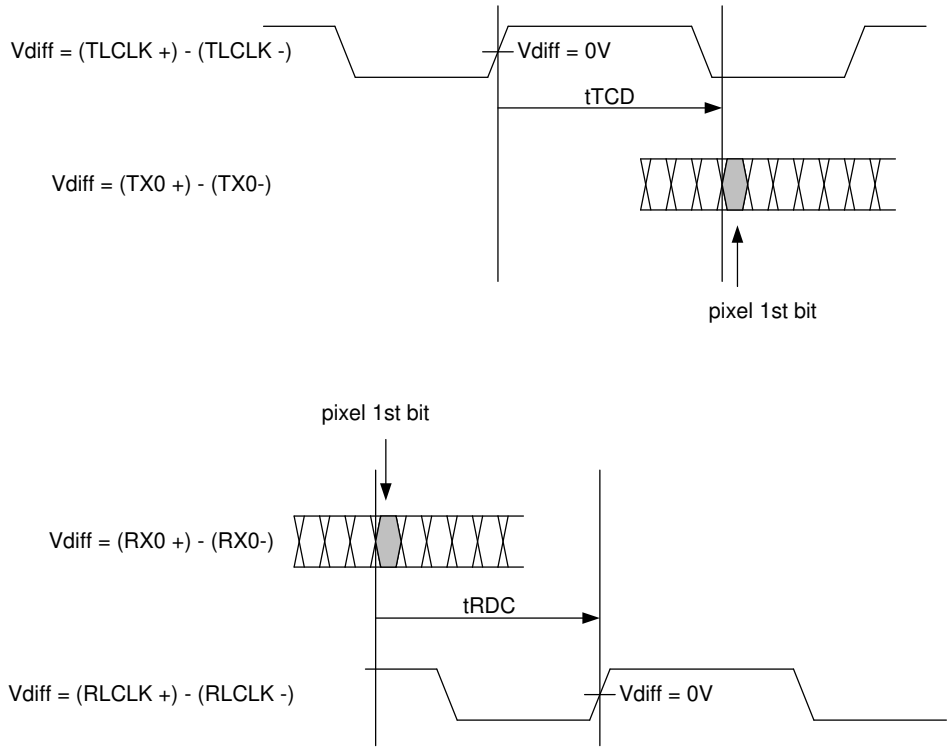 Vdiff = (TLCLK +) - (TLCLK -)
Vdiff = 0V
tTCD
Vdiff = (TX0 +) - (TX0-)
pixel 1st bit
pixel 1st bit
Vdiff = (RX0 +) - (RX0-)
tRDC
Vdiff = (RLCLK +) - (RLCLK -)
Vdiff = 0V